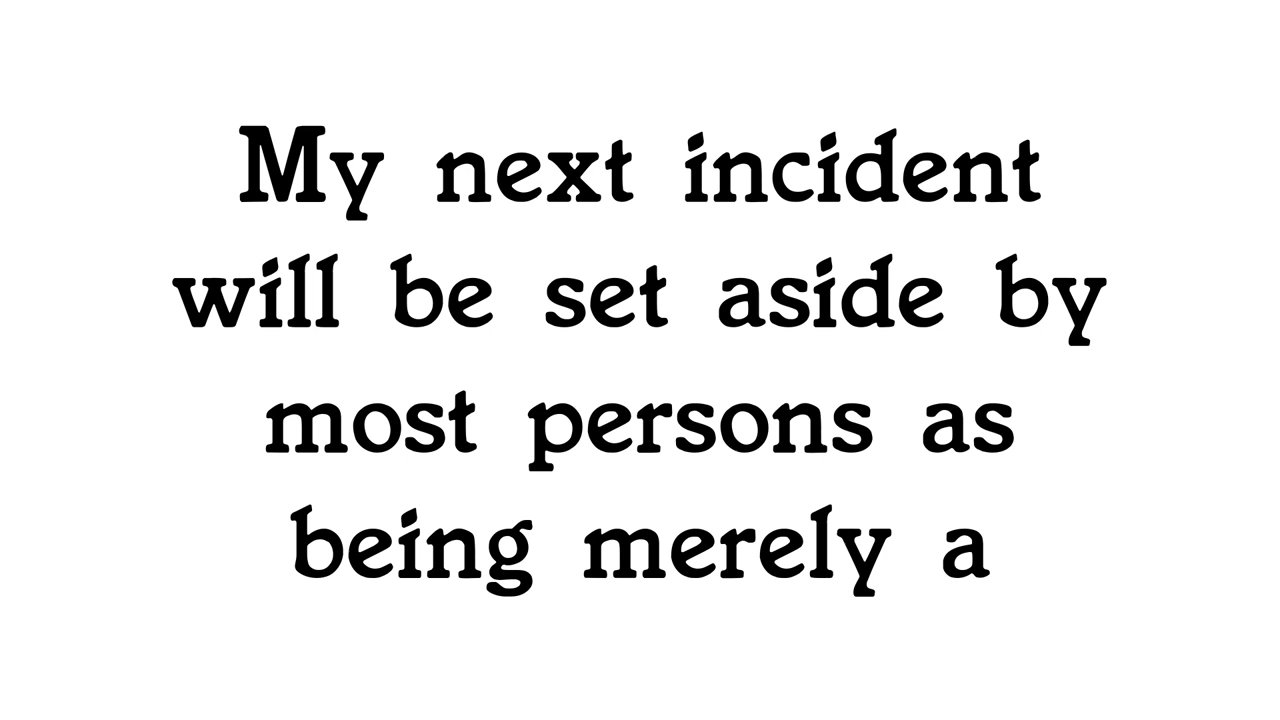 My next incident
will be set aside by
most persons as
being merely a